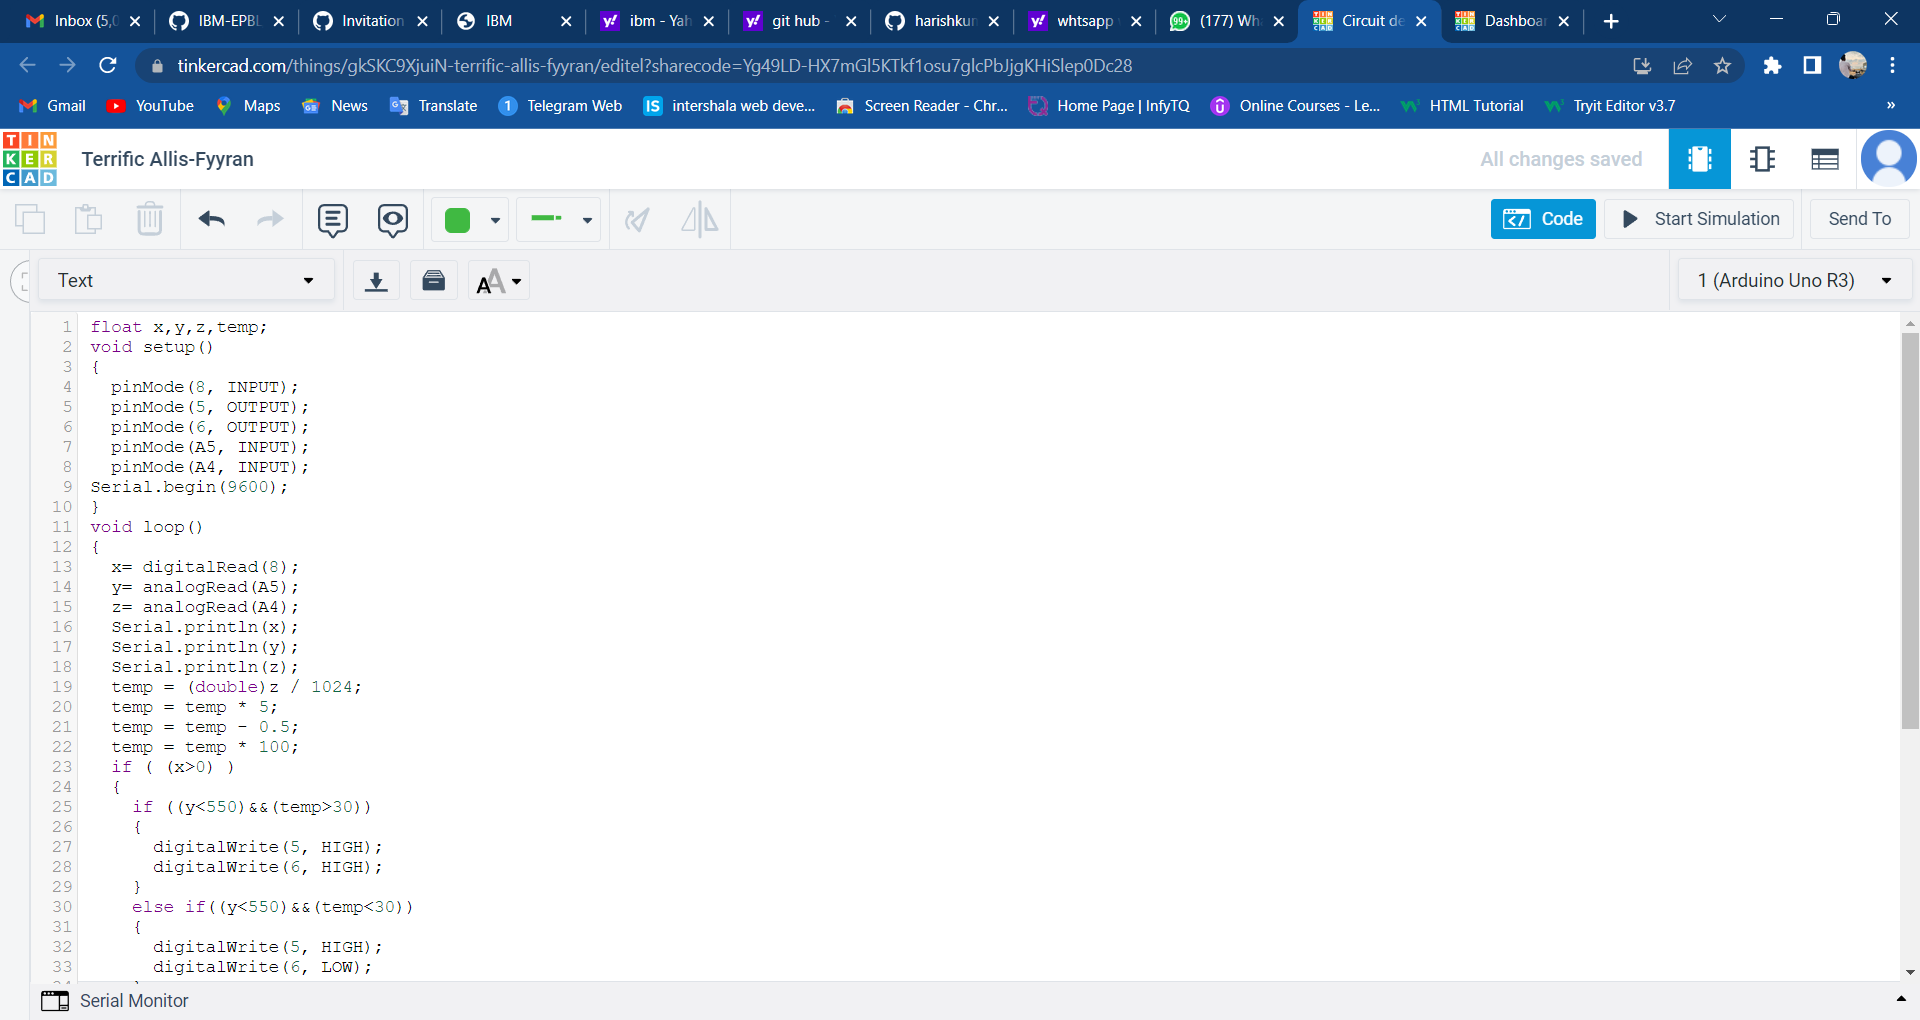 Inbox (5,0
IBM-EPBL
Invitation
IBM
ibm - Yah
git hub -
harishkum
whtsapp
(177) Wha
Circuit de
Dashboar
tinkercad.com/things/gkSKC9XjuiN-terrific-allis-fyyran/editel?sharecode=Yg49LD-HX7mGl5KTkf1osu7glcPbJjgKHiSlep0Dc28
Gmail
YouTube
Maps
News
Translate
Telegram Web
intershala web deve...
Screen Reader - Chr...
Home Page | InfyTQ
Online Courses - Le...
HTML Tutorial
Tryit Editor v3.7
»
TIN
KER
CAD
Terrific Allis-Fyyran
All changes saved
Code
Start Simulation
Send To
Text
1 (Arduino Uno R3)
1 float x,y,z,temp;
2 void setup()
3 {
4 pinMode(8, INPUT);
5 pinMode(5, OUTPUT);
6 pinMode(6, OUTPUT);
7 pinMode(A5, INPUT);
8 pinMode(A4, INPUT);
9 Serial.begin(9600);
10 }
11 void loop()
12 {
13 x= digitalRead(8);
14 y= analogRead(A5);
15 z= analogRead(A4);
16 Serial.println(x);
17 Serial.println(y);
18 Serial.println(z);
19 temp = (double)z / 1024;
20 temp = temp * 5;
21 temp = temp - 0.5;
22 temp = temp * 100;
23 if ( (x>0) )
24 {
25 if ((y<550)&&(temp>30))
26 {
27 digitalWrite(5, HIGH);
28 digitalWrite(6, HIGH);
29 }
30 else if((y<550)&&(temp<30))
31 {
32 digitalWrite(5, HIGH);
33 digitalWrite(6, LOW);
Serial Monitor